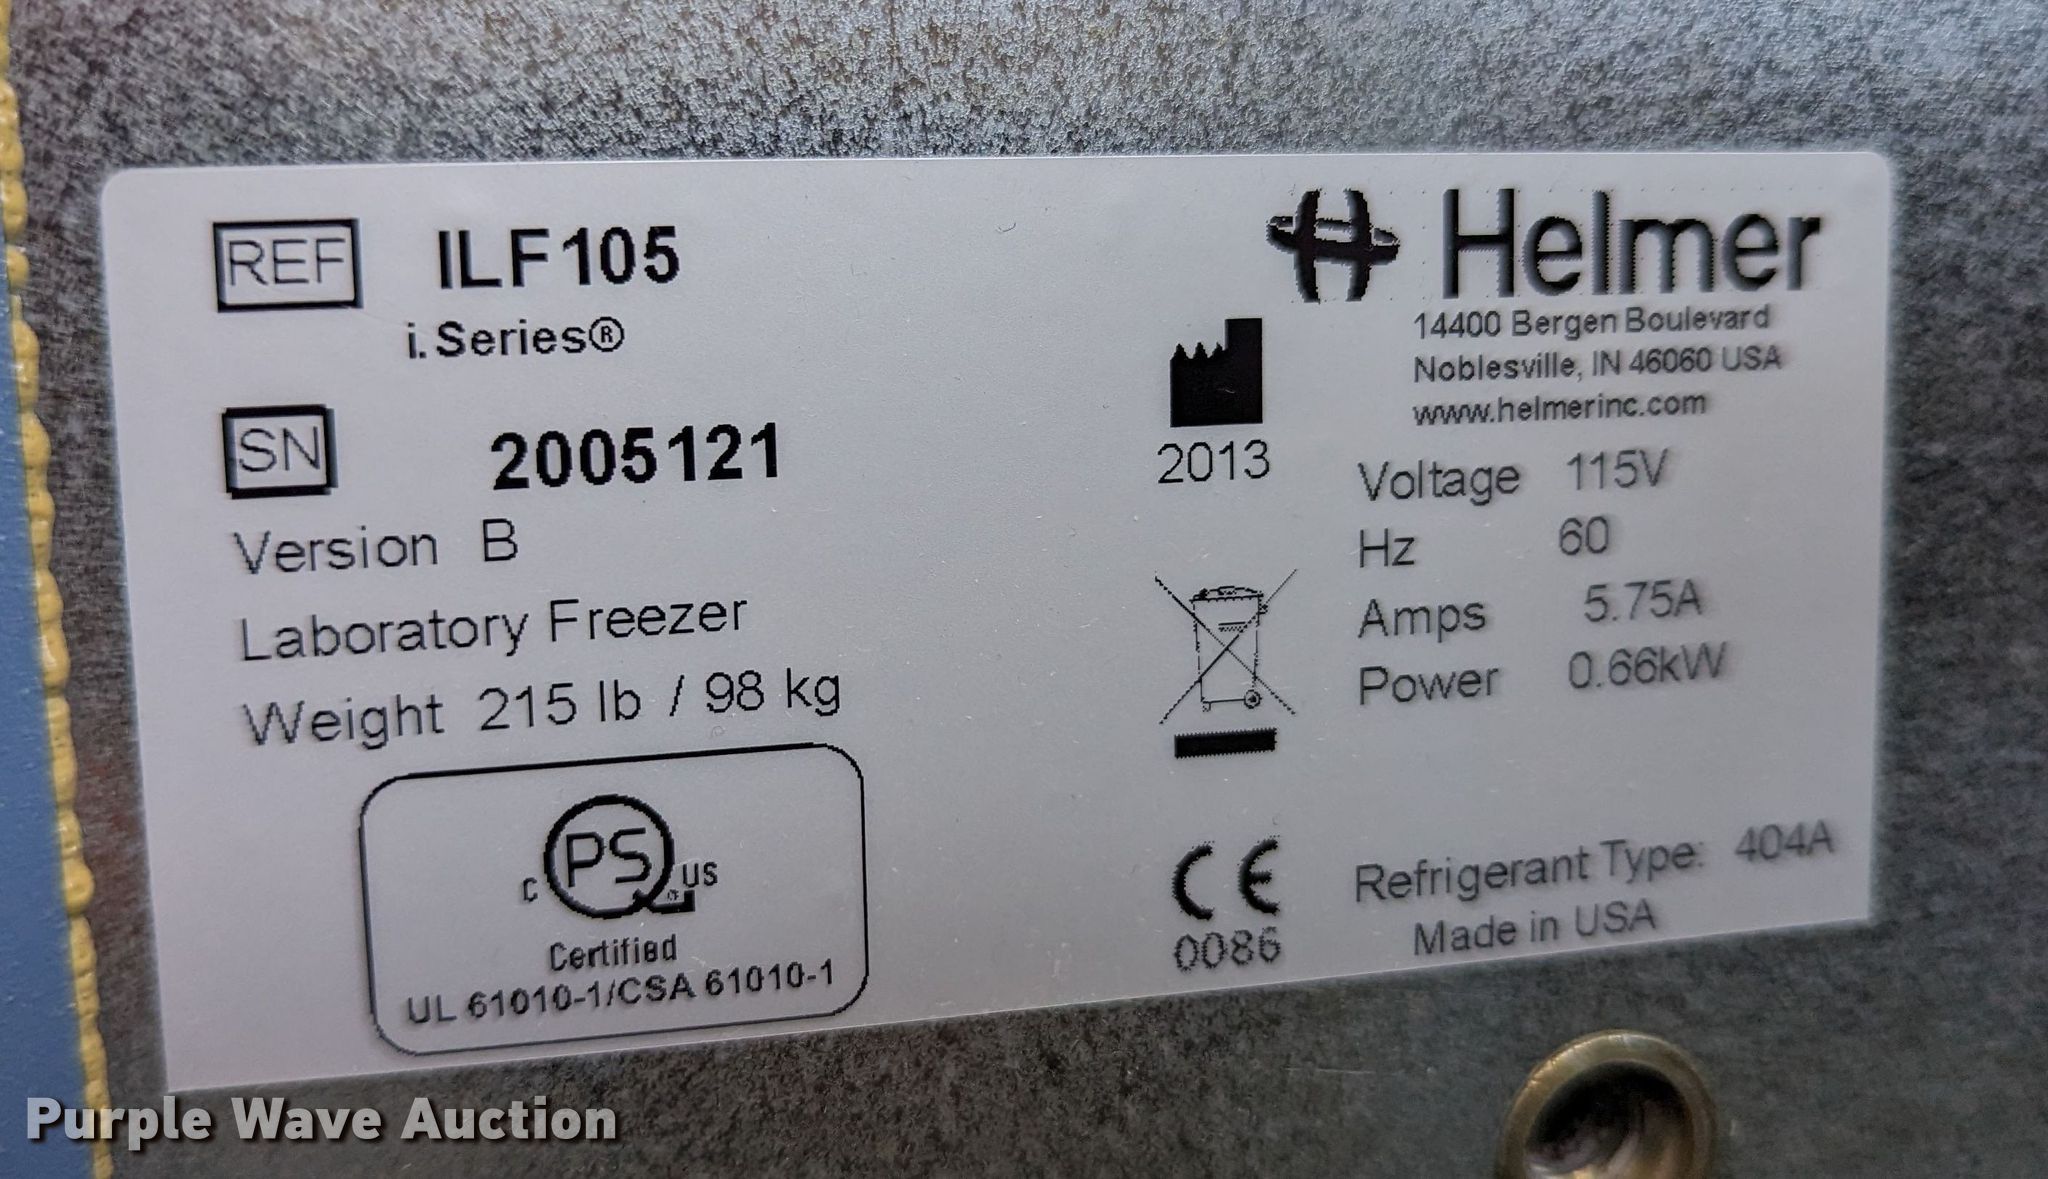 REF ILF105
i.Series®
SN 2005121
Version B
Laboratory Freezer
Weight 215 lb / 98 kg
C PS US
Certified
UL 61010-1/CSA 61010-1
2013
CE
0086
Helmer
14400 Bergen Boulevard
Noblesville, IN 46060 USA
www.helmerinc.com
Voltage 115V
Hz 60
Amps 5.75A
Power 0.66kW
Refrigerant Type: 404A
Made in USA
Purple Wave Auction